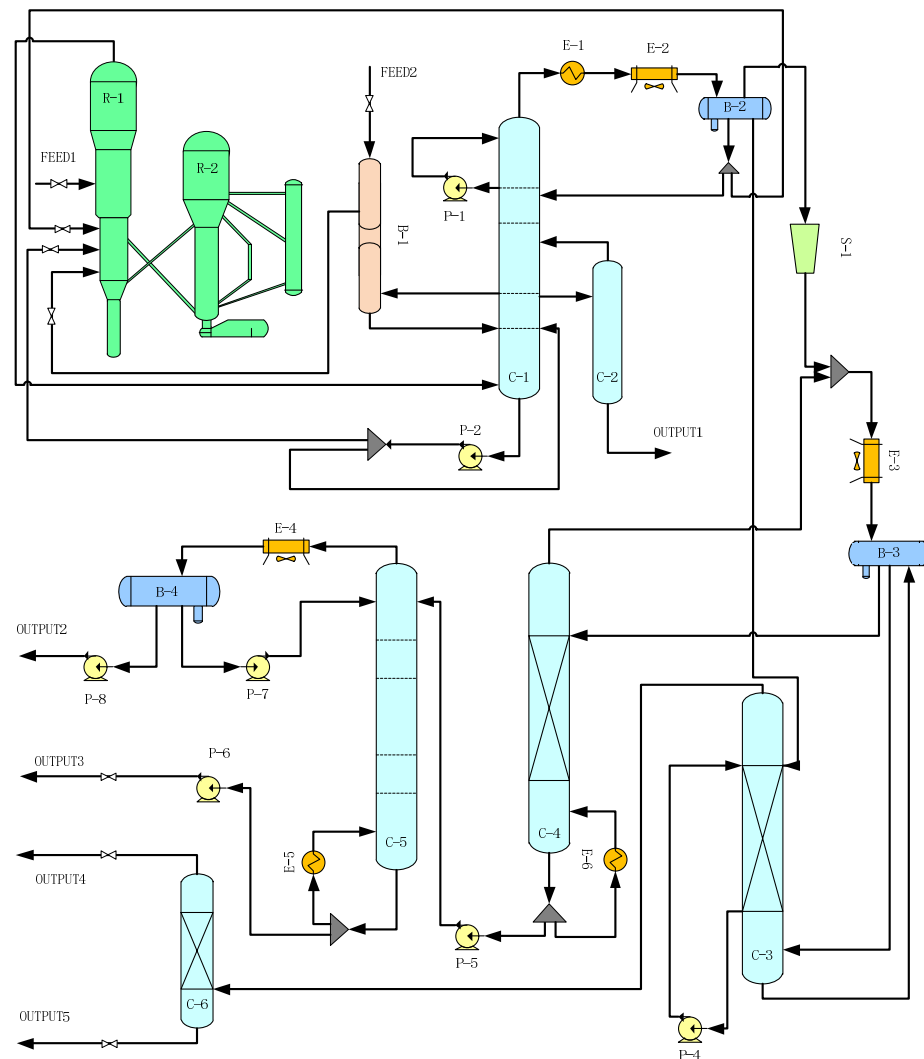 E-1
E-2
R-1
FEED2
B-2
FEED1
R-2
P-1
B-1
S-1
C-1
C-2
P-2
OUTPUT1
E-3
E-4
B-3
B-4
OUTPUT2
P-8
P-7
P-6
OUTPUT3
C-5
C-4
E-5
E-6
OUTPUT4
P-5
C-3
C-6
OUTPUT5
P-4